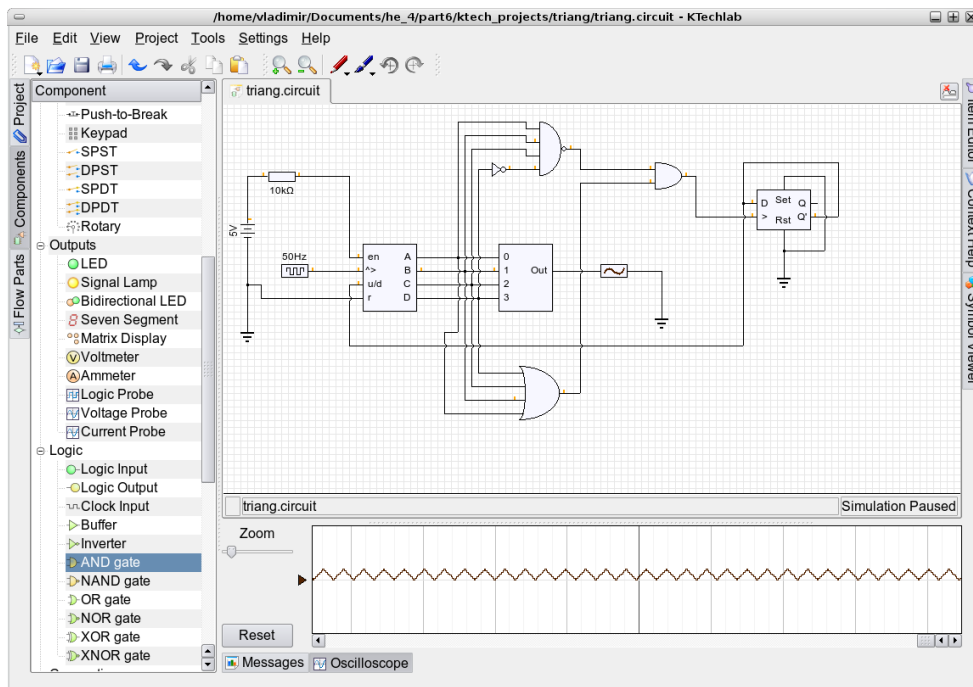 /home/vladimir/Documents/he_4/part6/ktech_projects/triang/triang.circuit - KTechlab
File Edit View Project Tools Settings Help
Project
Components
Flow Parts
Component
Push-to-Break
Keypad
SPST
DPST
SPDT
DPDT
Rotary
Outputs
LED
Signal Lamp
Bidirectional LED
Seven Segment
Matrix Display
Voltmeter
Ammeter
Logic Probe
Voltage Probe
Current Probe
Logic
Logic Input
Logic Output
Clock Input
Buffer
Inverter
AND gate
NAND gate
OR gate
NOR gate
XOR gate
XNOR gate
triang.circuit
10kΩ
5V
50Hz
en A
^> B
u/d C
r D
0
1 Out
2
3
D Set Q
> Rst Q'
Item Editor
Context Help
Symbol Viewer
triang.circuit Simulation Paused
Zoom
Reset
Messages Oscilloscope